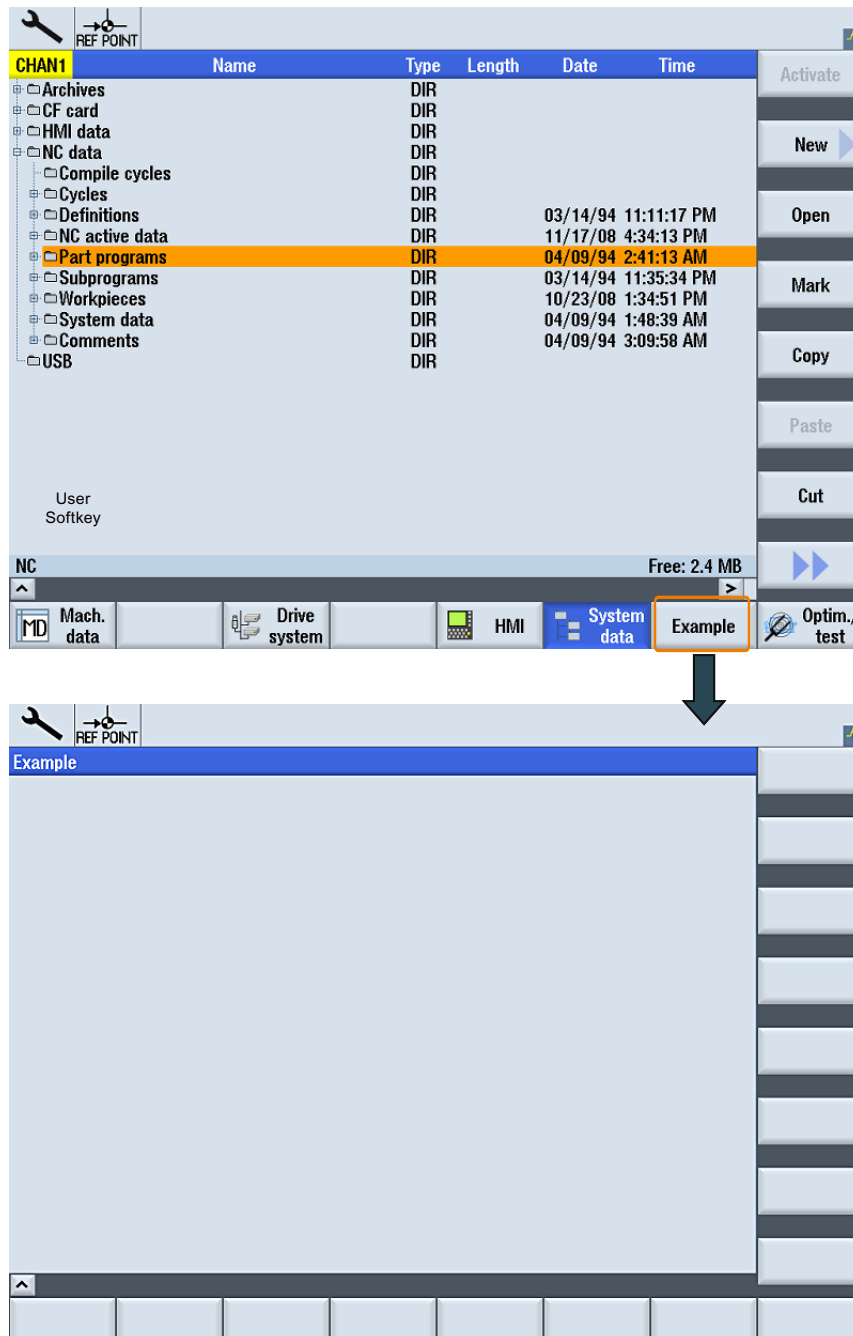 REF POINT
CHAN1 Name Type Length Date Time
Archives DIR
CF card DIR
HMI data DIR
NC data DIR
Compile cycles DIR
Cycles DIR
Definitions DIR 03/14/94 11:11:17 PM
NC active data DIR 11/17/08 4:34:13 PM
Part programs DIR 04/09/94 2:41:13 AM
Subprograms DIR 03/14/94 11:35:34 PM
Workpieces DIR 10/23/08 1:34:51 PM
System data DIR 04/09/94 1:48:39 AM
Comments DIR 04/09/94 3:09:58 AM
USB DIR
User
Softkey
NC Free: 2.4 MB
Activate
New
Open
Mark
Copy
Paste
Cut
MD Mach.
data
Drive
system
HMI
System
data
Example
Optim./
test
REF POINT
Example